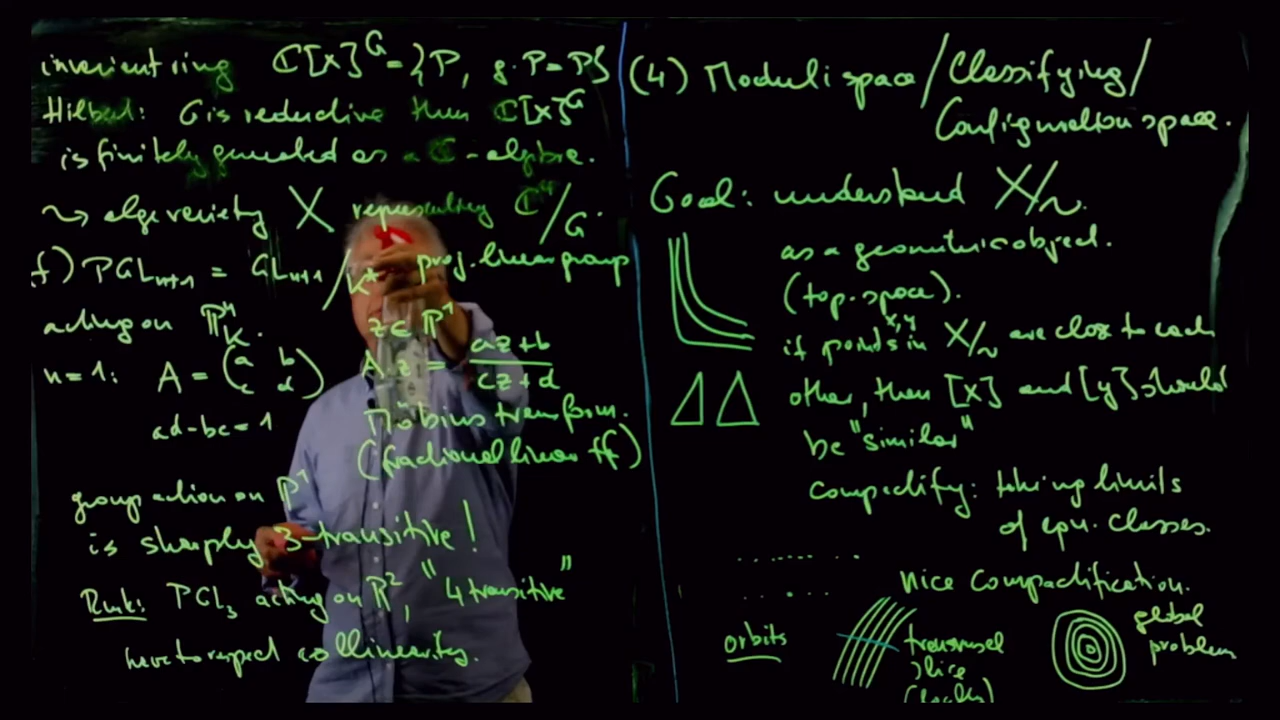 invariant ring ℂ[X]^G = {P, g·P = P}
Hilbert: G is reductive then ℂ[X]^G
is finitely generated as a ℂ-algebra.
⇝ alge variety X representing ℂ^n/G.
f) PGL_{n+1} = GL_{n+1}/K* proj. linear group
acting on ℙ^n_K. z ∈ ℙ^1
n=1: A = (a b c d) A.z = (az+b)/(cz+d)
ad-bc = 1 Möbius transform.
(fractional linear tf)
group action on ℙ^1
is sharply 3-transitive!
Rmk: PGL_3 acting on ℝ^2, "4 transitive"
have to respect collinearity.
(4) Moduli space/Classifying/
Configuration space.
Goal: understand X/~.
as a geometric object.
(top. space).
if points x,y in X/~ are close to each
other, then [x] and [y] should
be "similar"
compactify: taking limits
of equ. classes.
nice compactification.
orbits
transversal
slice
(locally)
global
problem